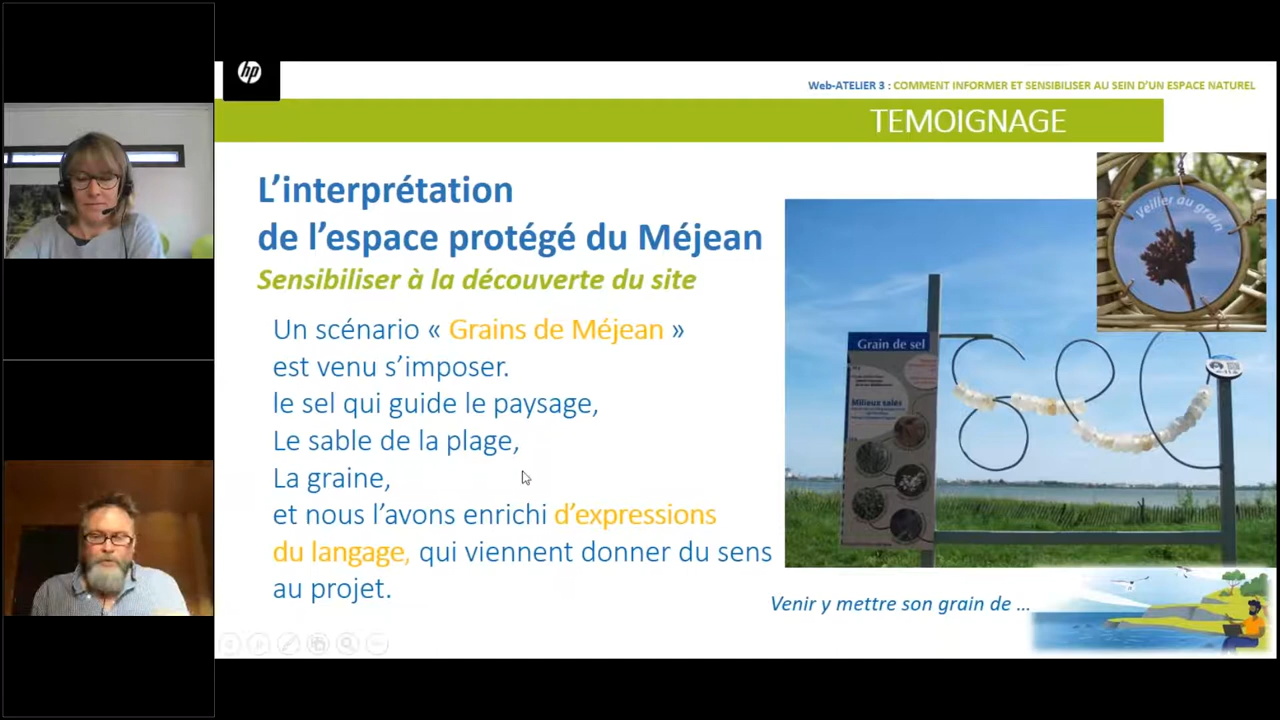 hp
Web-ATELIER 3 : COMMENT INFORMER ET SENSIBILISER AU SEIN D'UN ESPACE NATUREL
TEMOIGNAGE
L'interprétation
de l'espace protégé du Méjean
Sensibiliser à la découverte du site
Un scénario « Grains de Méjean »
est venu s'imposer.
le sel qui guide le paysage,
Le sable de la plage,
La graine,
et nous l'avons enrichi d'expressions
du langage, qui viennent donner du sens
au projet.
Veiller au grain
Grain de sel
Milieux salés
sel
Venir y mettre son grain de ...